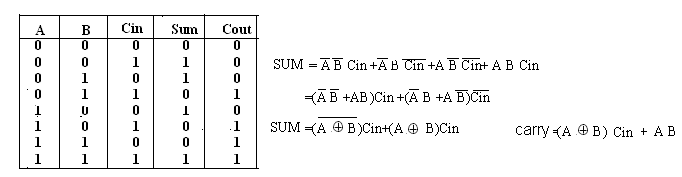 A B Cin Sum Cout
0 0 0 0 0
0 0 1 1 0
0 1 0 1 0
0 1 1 0 1
1 0 0 1 0
1 0 1 0 1
1 1 0 0 1
1 1 1 1 1
SUM = A̅ B̅ Cin +A̅ B C̅i̅n̅ +A B̅ C̅i̅n̅+ A B Cin
=(A̅ B̅ +AB)Cin+(A̅ B +A B̅)C̅i̅n̅
SUM =(A̅ ⊕̅ B̅)Cin+(A ⊕ B)Cin
carry =(A ⊕ B) Cin + A B